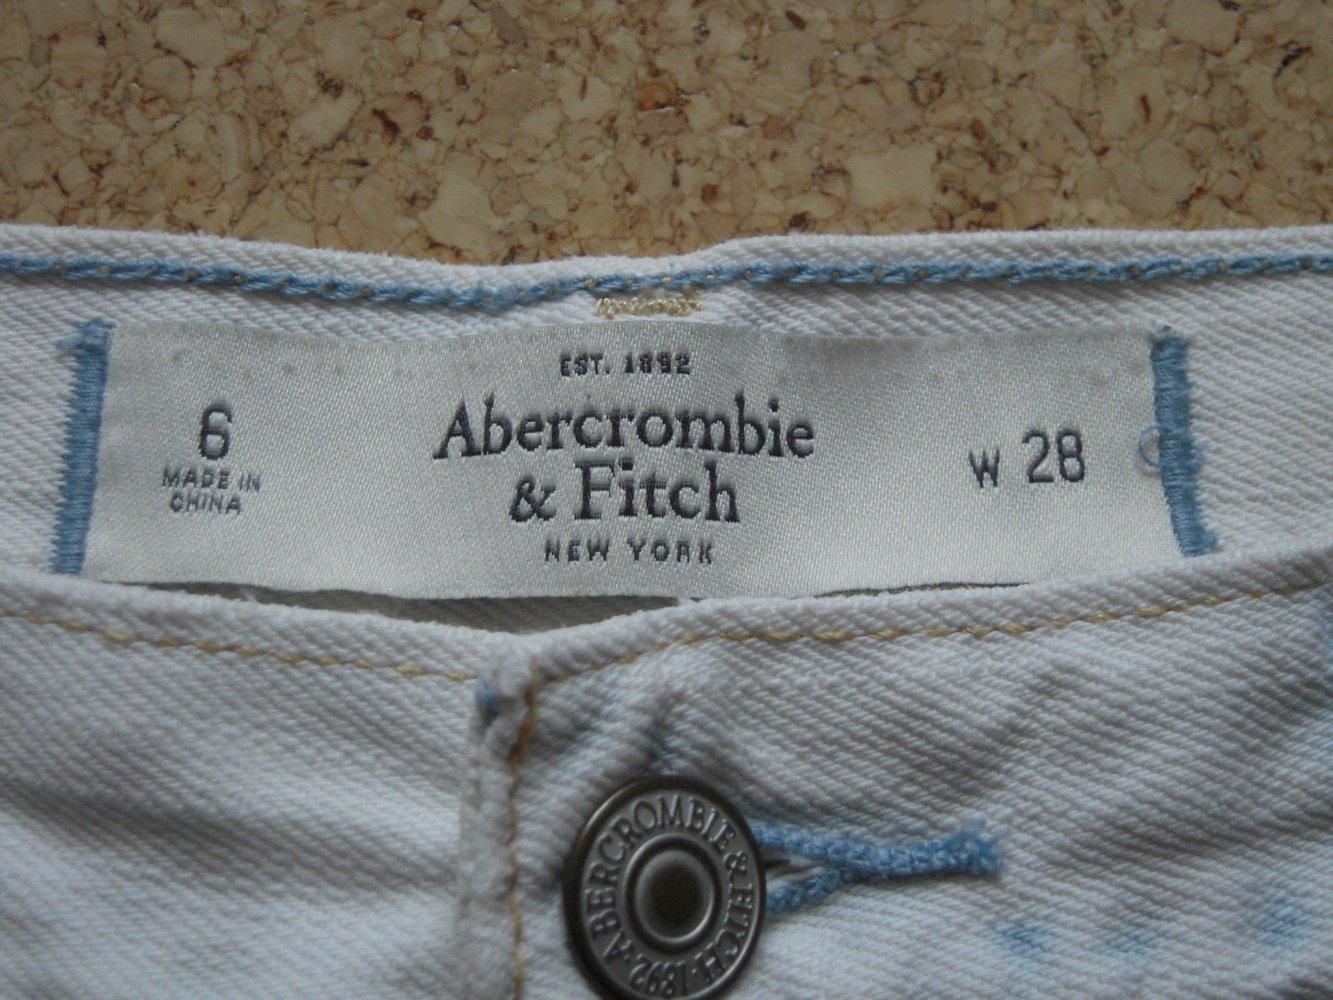 EST. 1892
Abercrombie
& Fitch
NEW YORK
6
MADE IN
CHINA
W 28
ABERCROMBIE & FITCH · 1892 ·